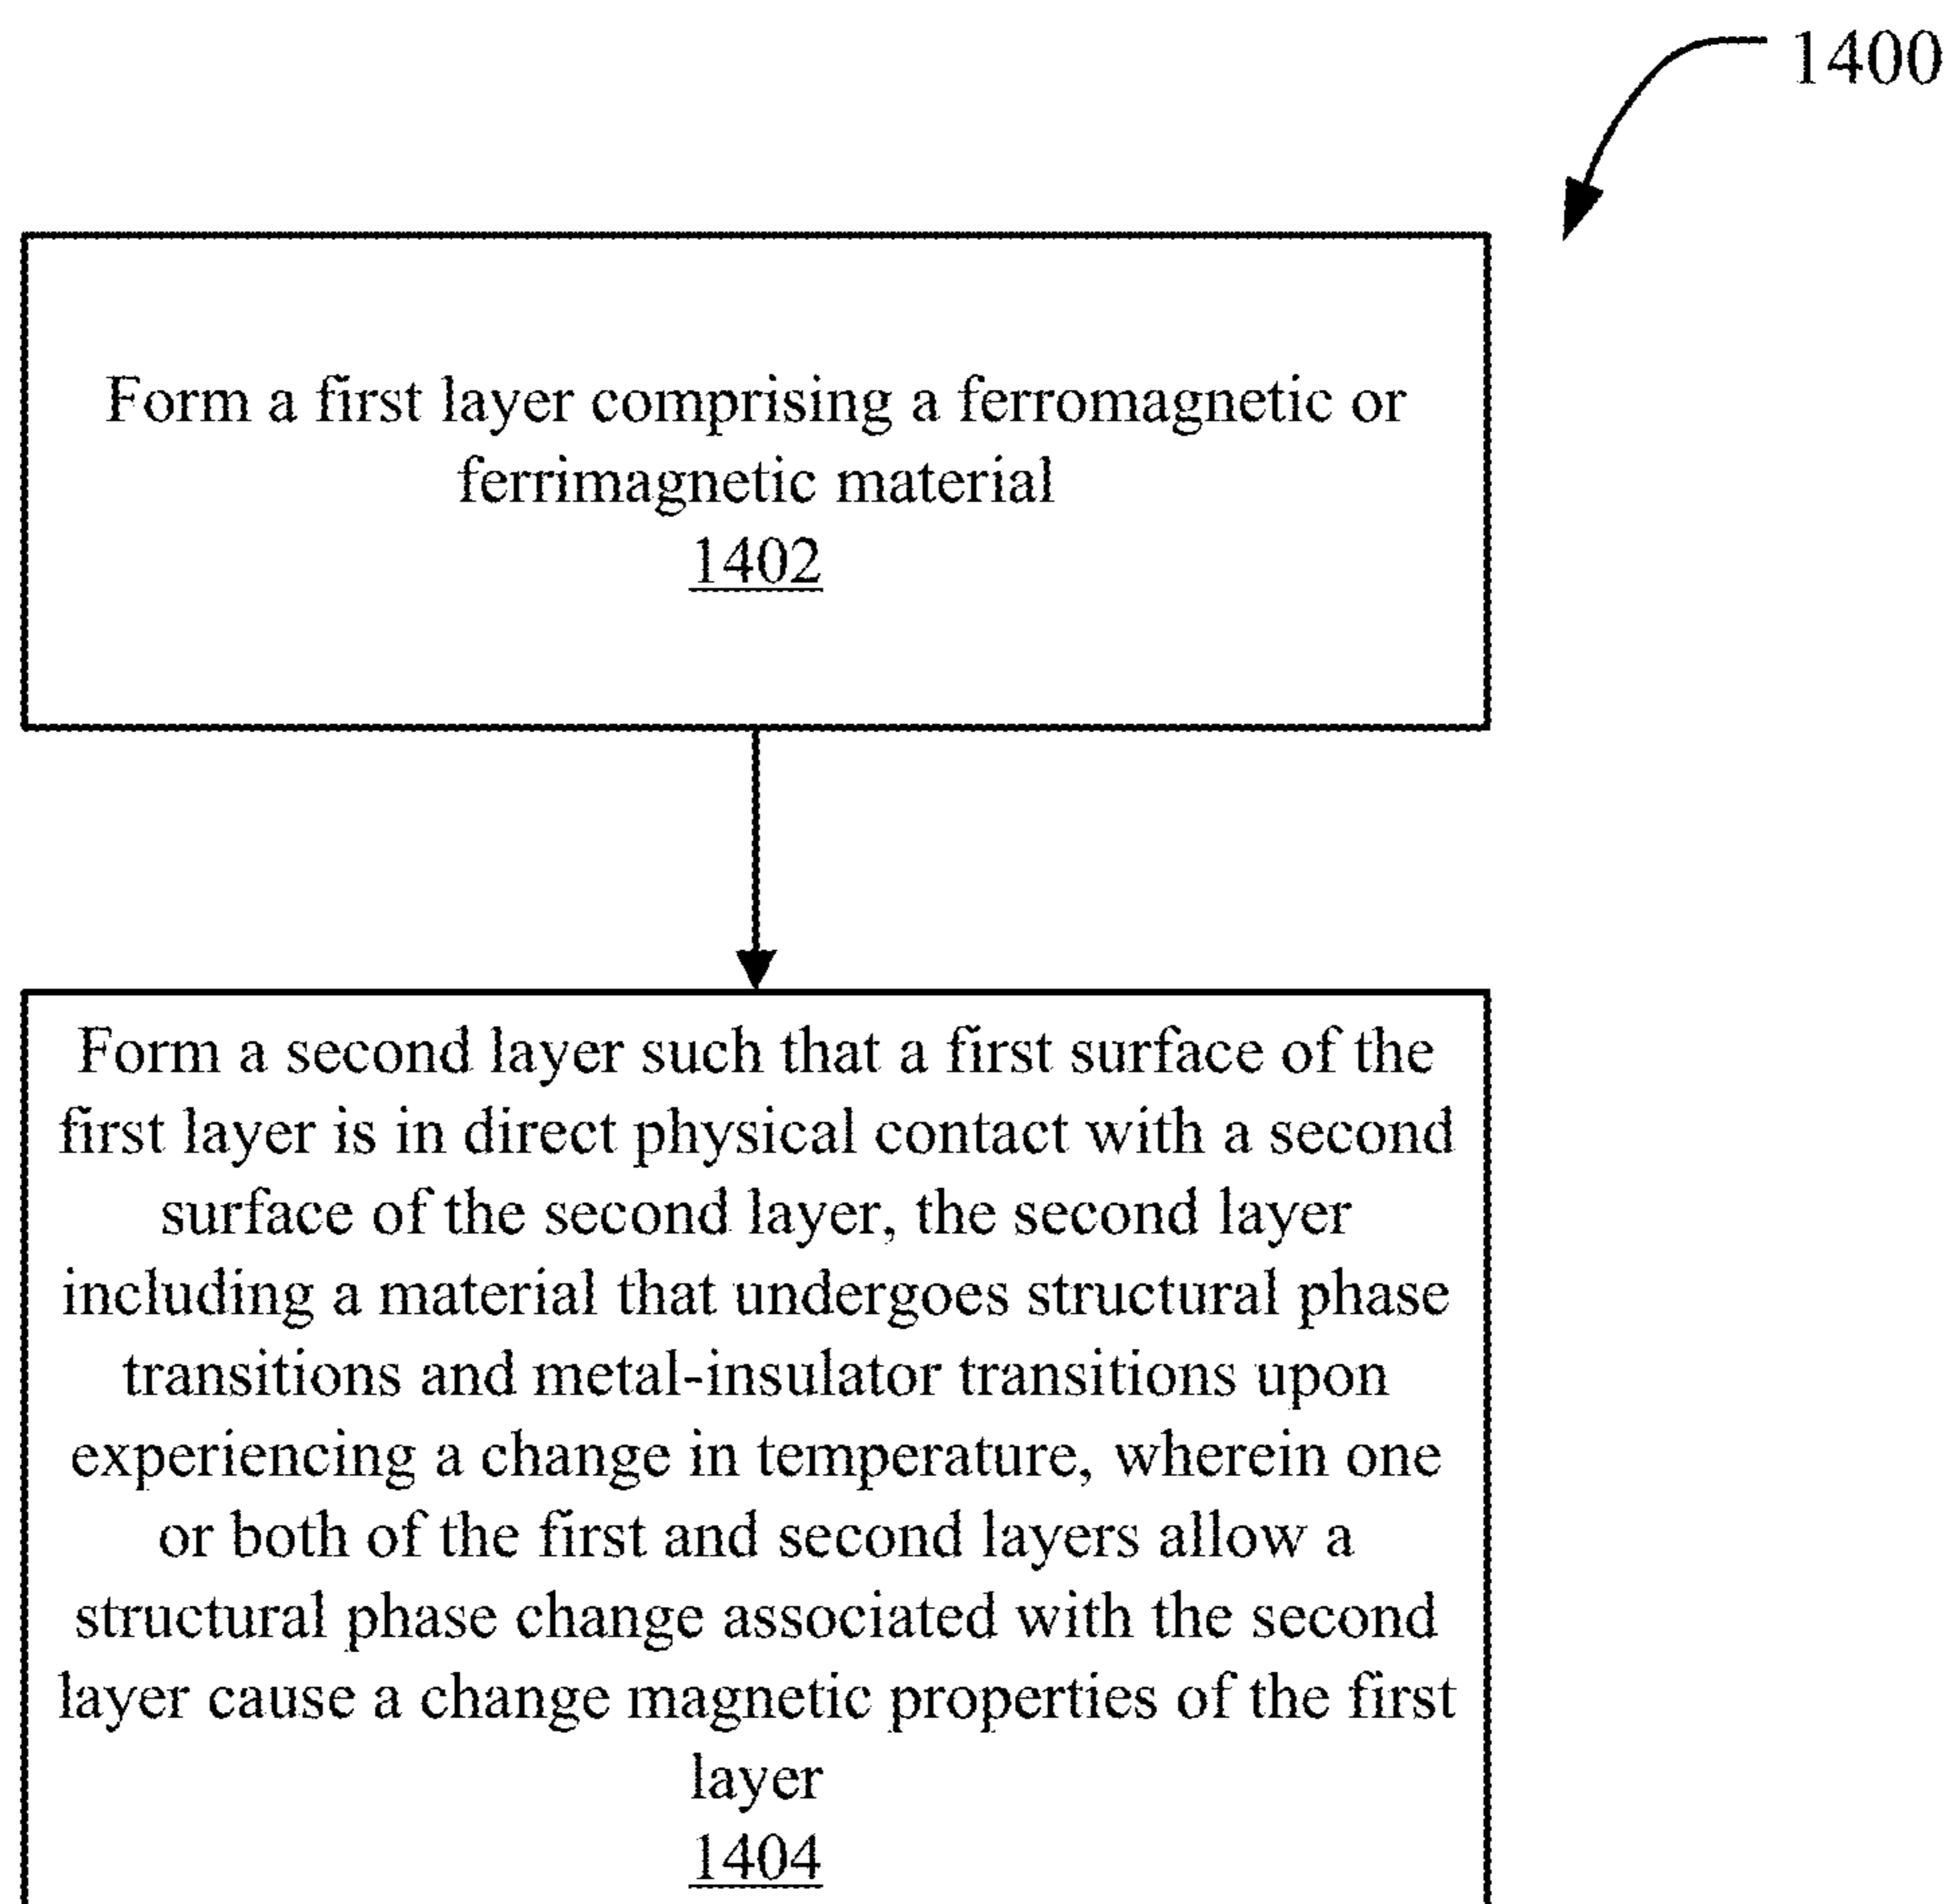 1400
Form a first layer comprising a ferromagnetic or
ferrimagnetic material
1402
Form a second layer such that a first surface of the
first layer is in direct physical contact with a second
surface of the second layer, the second layer
including a material that undergoes structural phase
transitions and metal-insulator transitions upon
experiencing a change in temperature, wherein one
or both of the first and second layers allow a
structural phase change associated with the second
layer cause a change magnetic properties of the first
layer
1404